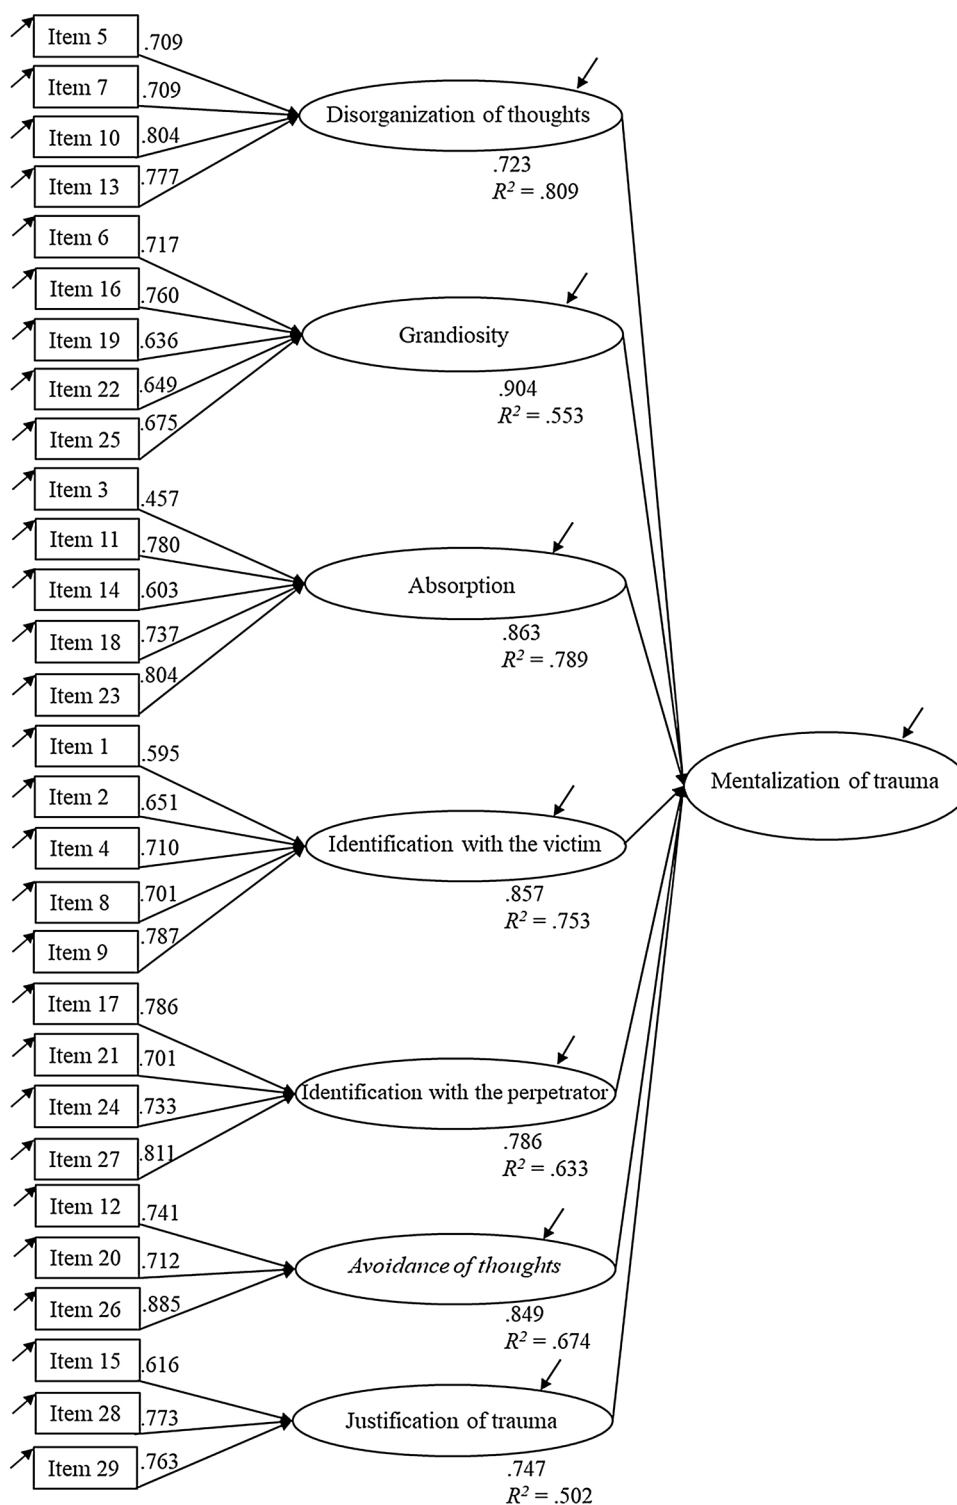 Item 5 .709
Item 7 .709
Item 10 .804
Item 13 .777
Disorganization of thoughts
.723
R² = .809
Item 6 .717
Item 16 .760
Item 19 .636
Item 22 .649
Item 25 .675
Grandiosity
.904
R² = .553
Item 3 .457
Item 11 .780
Item 14 .603
Item 18 .737
Item 23 .804
Absorption
.863
R² = .789
Item 1 .595
Item 2 .651
Item 4 .710
Item 8 .701
Item 9 .787
Identification with the victim
.857
R² = .753
Item 17 .786
Item 21 .701
Item 24 .733
Item 27 .811
Identification with the perpetrator
.786
R² = .633
Item 12 .741
Item 20 .712
Item 26 .885
Avoidance of thoughts
.849
R² = .674
Item 15 .616
Item 28 .773
Item 29 .763
Justification of trauma
.747
R² = .502
Mentalization of trauma